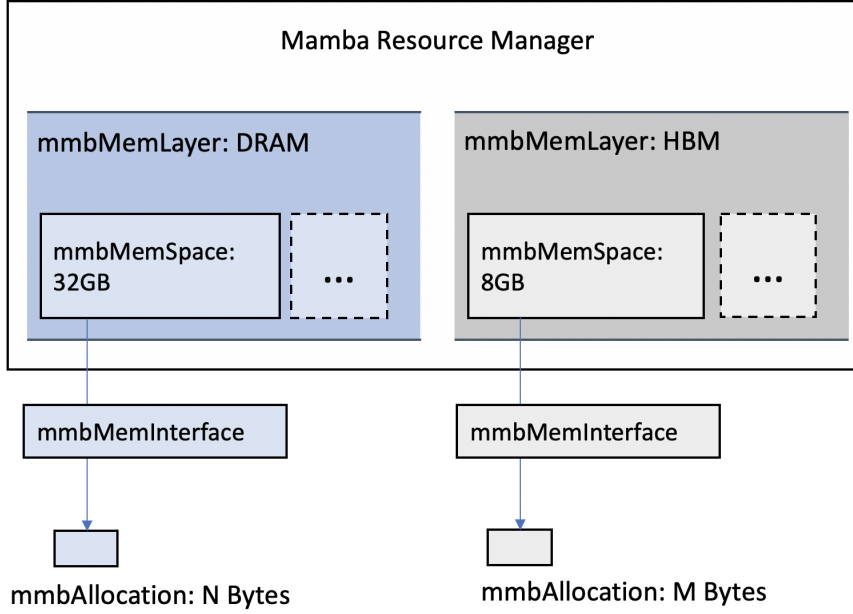 Mamba Resource Manager
mmbMemLayer: DRAM
mmbMemLayer: HBM
mmbMemSpace:
32GB
...
mmbMemSpace:
8GB
...
mmbMemInterface
mmbMemInterface
mmbAllocation: N Bytes
mmbAllocation: M Bytes